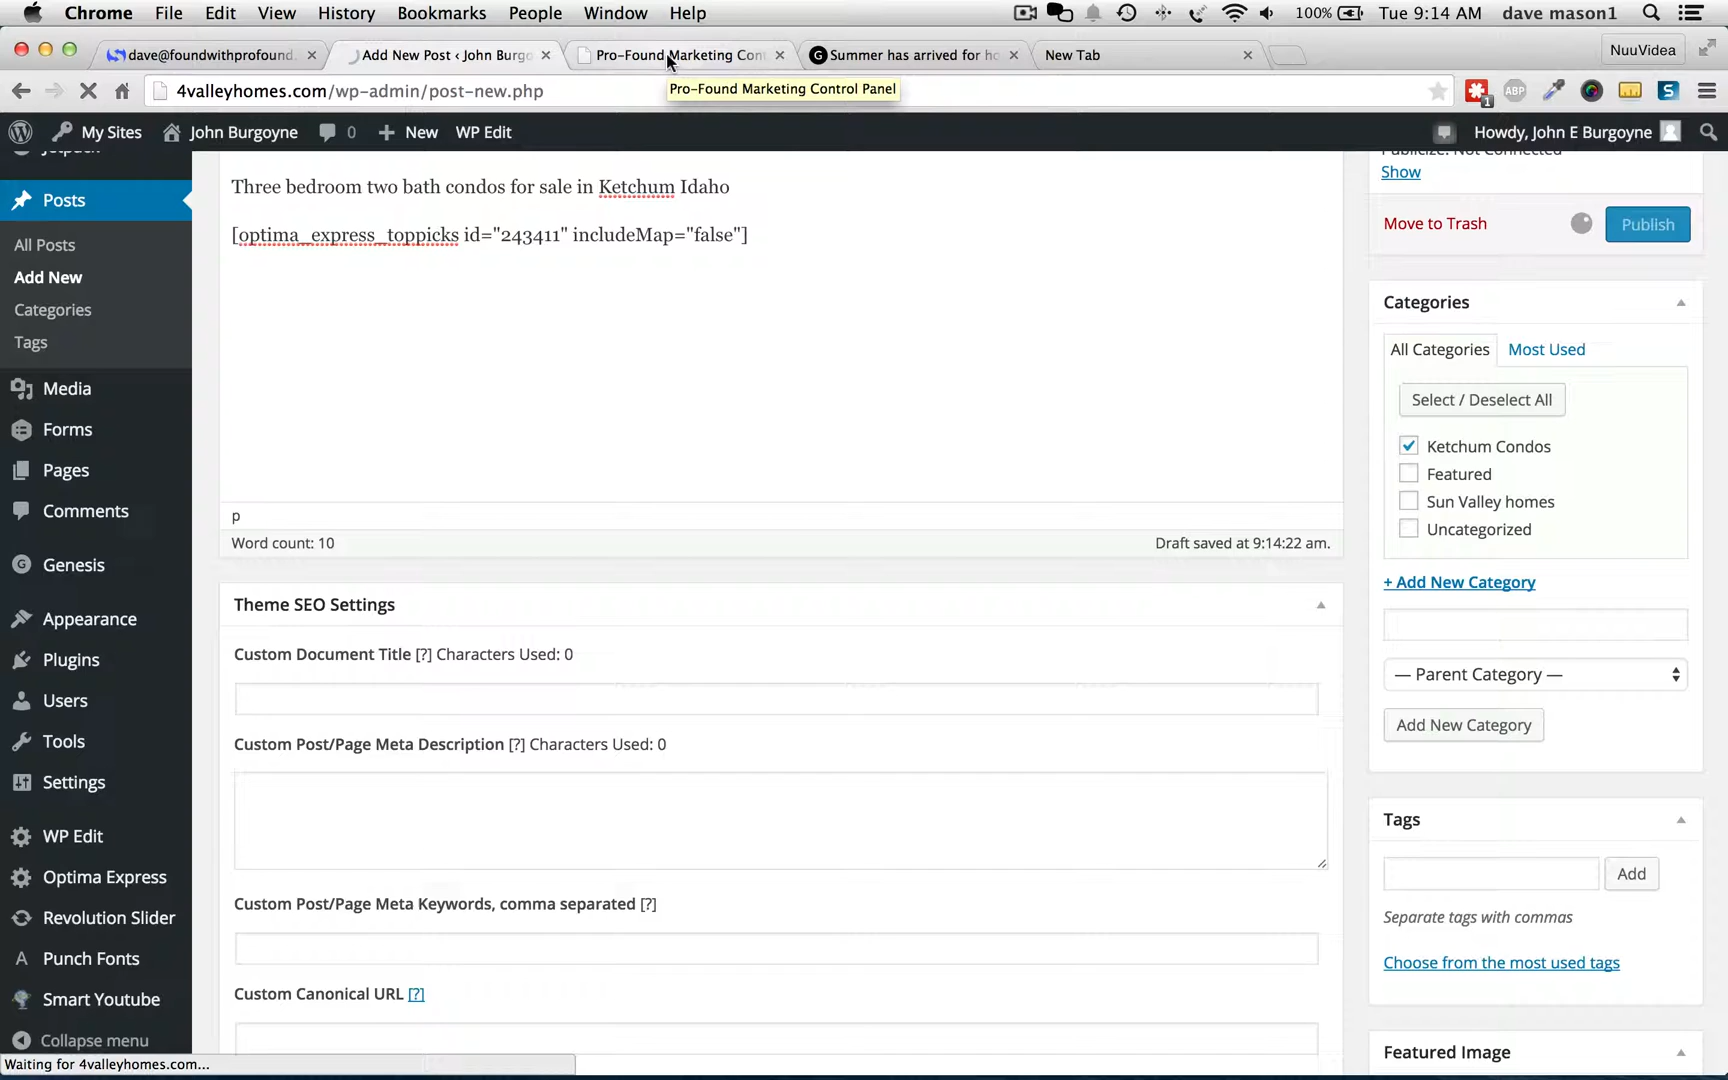 Chrome File Edit View History Bookmarks People Window Help 100% Tue 9:14 AM dave mason1
dave@foundwithprofound. Add New Post ‹ John Burgo Pro-Found Marketing Con Summer has arrived for ho New Tab NuuVidea
4valleyhomes.com/wp-admin/post-new.php
Pro-Found Marketing Control Panel
1 ABP
My Sites John Burgoyne 0 New WP Edit Howdy, John E Burgoyne
Jetpack
Posts
All Posts
Add New
Categories
Tags
Media
Forms
Pages
Comments
Genesis
Appearance
Plugins
Users
Tools
Settings
WP Edit
Optima Express
Revolution Slider
Punch Fonts
Smart Youtube
Collapse menu
Waiting for 4valleyhomes.com...
Three bedroom two bath condos for sale in Ketchum Idaho
[optima_express_toppicks id="243411" includeMap="false"]
p
Word count: 10 Draft saved at 9:14:22 am.
Theme SEO Settings
Custom Document Title [?] Characters Used: 0
Custom Post/Page Meta Description [?] Characters Used: 0
Custom Post/Page Meta Keywords, comma separated [?]
Custom Canonical URL [?]
Publicize: Not Connected
Show
Move to Trash Publish
Categories
All Categories Most Used
Select / Deselect All
Ketchum Condos
Featured
Sun Valley homes
Uncategorized
+ Add New Category
— Parent Category —
Add New Category
Tags
Add
Separate tags with commas
Choose from the most used tags
Featured Image